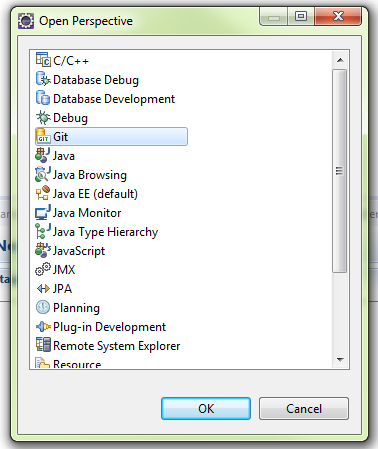 Open Perspective
C/C++
Database Debug
Database Development
Debug
GIT Git
Java
Java Browsing
Java EE (default)
Java Monitor
Java Type Hierarchy
JavaScript
JMX
JPA
Planning
Plug-in Development
Remote System Explorer
Resource
OK
Cancel